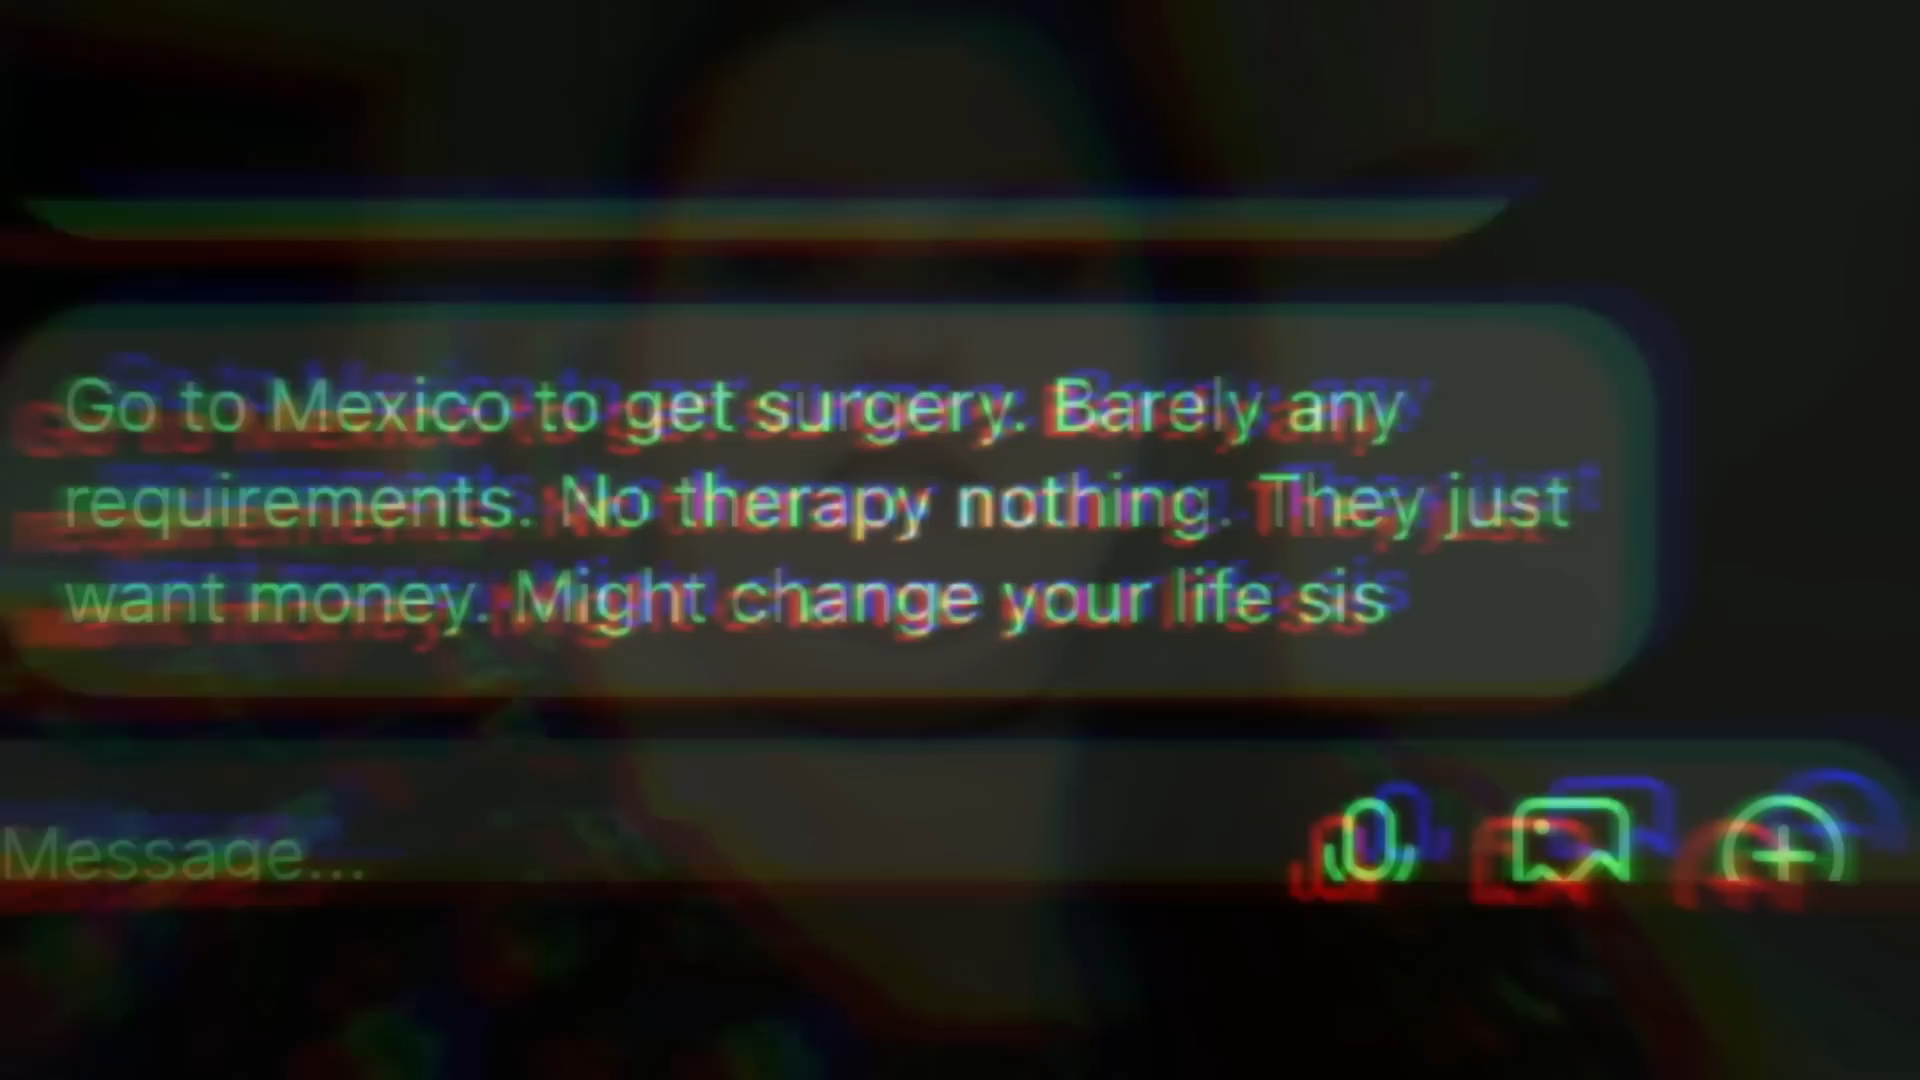 Go to Mexico to get surgery. Barely any
requirements. No therapy nothing. They just
want money. Might change your life sis
Message...